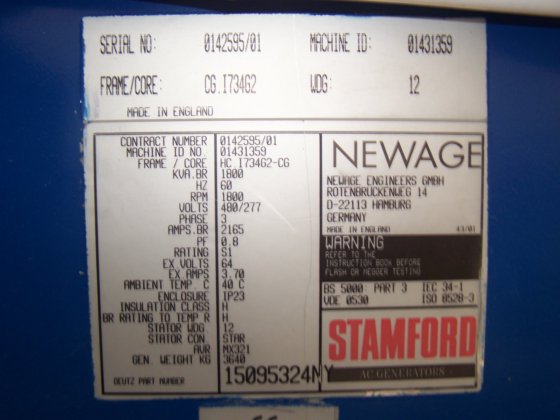 SERIAL NO: 0142595/01 MACHINE ID: 01431359
FRAME/CORE: CG.I734G2 WDG: 12
MADE IN ENGLAND
CONTRACT NUMBER 0142595/01
MACHINE ID NO 01431359
FRAME / CORE HC I734G2-CG
KVA.BR 1800
HZ 60
RPM 1800
VOLTS 480/277
PHASE 3
AMPS.BR 2165
PF 0.8
RATING S1
EX VOLTS 64
EX AMPS 3.70
AMBIENT TEMP C 40 C
ENCLOSURE IP23
INSULATION CLASS H
BR RATING TO TEMP R H
STATOR WDG 12
STATOR CON STAR
AVR MX321
GEN. WEIGHT KG 3640
DEUTZ PART NUMBER 15095324NY
NEWAGE
NEWAGE ENGINEERS GMBH
ROTENBRUCKENWEG 14
D-22113 HAMBURG
GERMANY
MADE IN ENGLAND 43/01
WARNING
REFER TO THE
INSTRUCTION BOOK BEFORE
FLASH OR MEGGER TESTING
BS 5000: PART 3 IEC 34-1
VDE 0530 ISO 8528-3
STAMFORD
AC GENERATORS